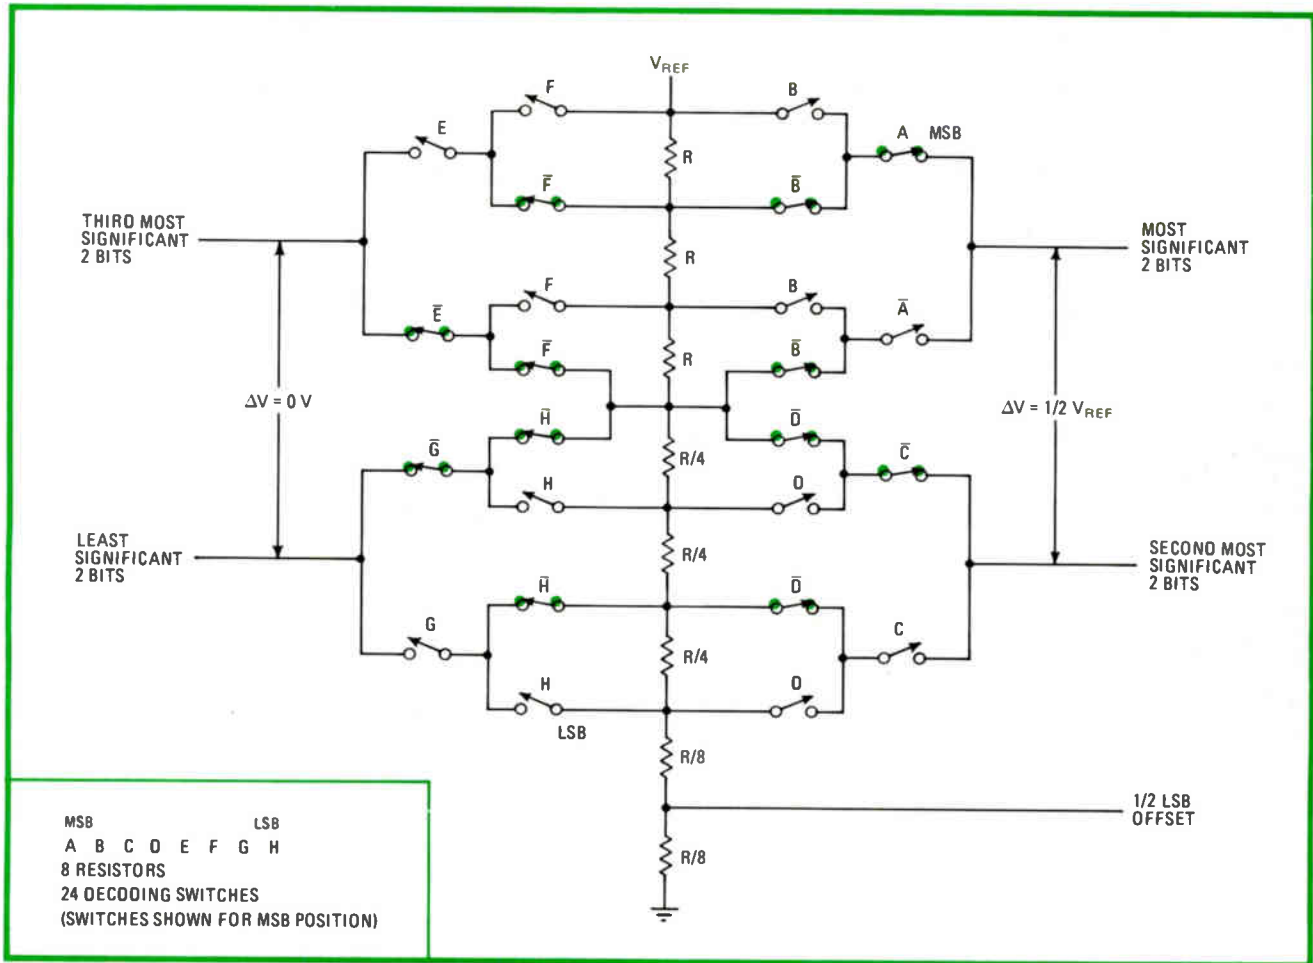 V_REF
F
B
E
A MSB
R
F̄
B̄
THIRD MOST
SIGNIFICANT
2 BITS
MOST
SIGNIFICANT
2 BITS
R
F
B
Ē
Ā
R
F̄
B̄
ΔV = 0 V
ΔV = 1/2 V_REF
H̄
D̄
Ḡ
R/4
C̄
H
D
LEAST
SIGNIFICANT
2 BITS
SECOND MOST
SIGNIFICANT
2 BITS
R/4
H̄
D̄
G
R/4
C
H
D
LSB
R/8
1/2 LSB
OFFSET
R/8
MSB LSB
A B C D E F G H
8 RESISTORS
24 DECODING SWITCHES
(SWITCHES SHOWN FOR MSB POSITION)